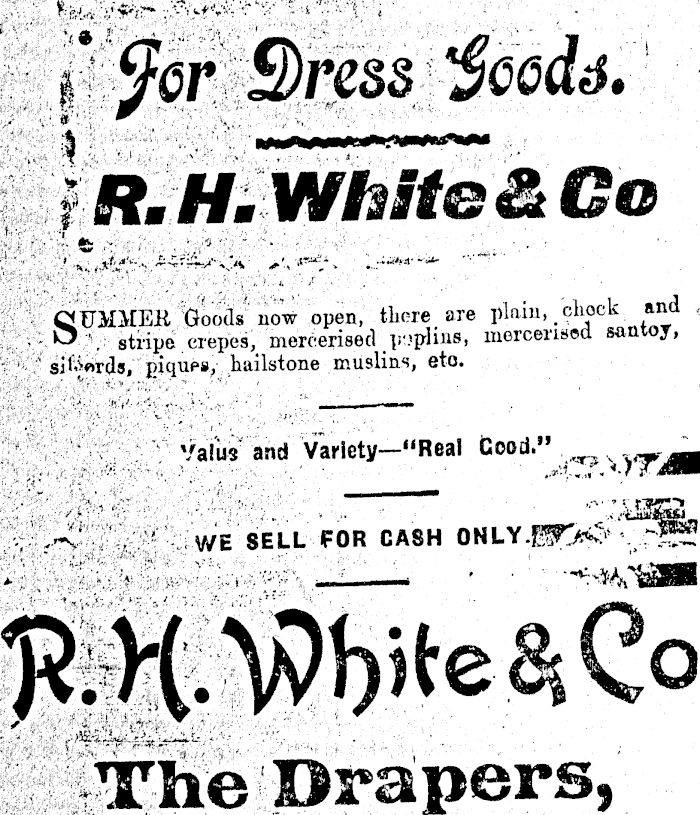 For Dress Goods.
R. H. White & Co
SUMMER Goods now open, there are plain, check and
stripe crepes, mercerised poplins, mercerised santoy,
piques, hailstone muslins, etc.
Value and Variety—"Real Good."
WE SELL FOR CASH ONLY.
R. H. White & Co
The Drapers,